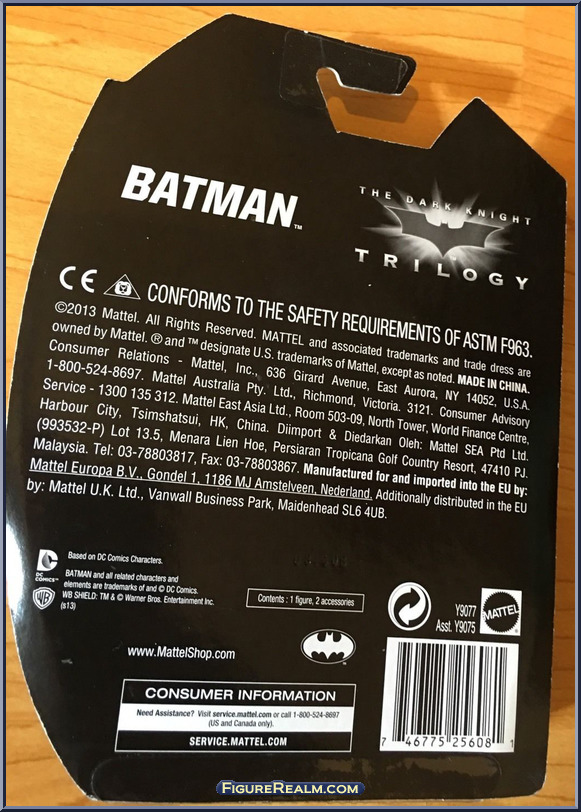 BATMAN™
THE DARK KNIGHT
TRILOGY
CE CONFORMS TO THE SAFETY REQUIREMENTS OF ASTM F963.
©2013 Mattel. All Rights Reserved. MATTEL and associated trademarks and trade dress are
owned by Mattel. ® and ™ designate U.S. trademarks of Mattel, except as noted. MADE IN CHINA.
Consumer Relations - Mattel, Inc., 636 Girard Avenue, East Aurora, NY 14052, U.S.A.
1-800-524-8697. Mattel Australia Pty. Ltd., Richmond, Victoria. 3121. Consumer Advisory
Service - 1300 135 312. Mattel East Asia Ltd., Room 503-09, North Tower, World Finance Centre,
Harbour City, Tsimshatsui, HK, China. Diimport & Diedarkan Oleh: Mattel SEA Ptd Ltd.
(993532-P) Lot 13.5, Menara Lien Hoe, Persiaran Tropicana Golf Country Resort, 47410 PJ.
Malaysia. Tel: 03-78803817, Fax: 03-78803867. Manufactured for and imported into the EU by:
Mattel Europa B.V., Gondel 1, 1186 MJ Amstelveen, Nederland. Additionally distributed in the EU
by: Mattel U.K. Ltd., Vanwall Business Park, Maidenhead SL6 4UB.
DC
COMICS™
Based on DC Comics Characters.
BATMAN and all related characters and
elements are trademarks of and © DC Comics.
WB
WB SHIELD: TM & © Warner Bros. Entertainment Inc.
(s13)
Contents : 1 figure, 2 accessories
Y9077
Asst. Y9075
MATTEL
www.MattelShop.com
CONSUMER INFORMATION
Need Assistance? Visit service.mattel.com or call 1-800-524-8697
(US and Canada only).
SERVICE.MATTEL.COM
7 46775 25608 1
FIGUREREALM.COM